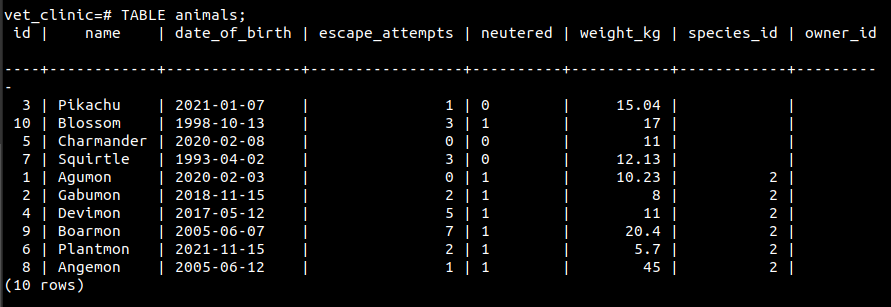 vet_clinic=# TABLE animals;
 id |    name    | date_of_birth | escape_attempts | neutered | weight_kg | species_id | owner_id
----+------------+---------------+-----------------+----------+-----------+------------+---------
-
  3 | Pikachu    | 2021-01-07    |               1 | 0        |     15.04 |            |
 10 | Blossom    | 1998-10-13    |               3 | 1        |        17 |            |
  5 | Charmander | 2020-02-08    |               0 | 0        |        11 |            |
  7 | Squirtle   | 1993-04-02    |               3 | 0        |     12.13 |            |
  1 | Agumon     | 2020-02-03    |               0 | 1        |     10.23 |          2 |
  2 | Gabumon    | 2018-11-15    |               2 | 1        |         8 |          2 |
  4 | Devimon    | 2017-05-12    |               5 | 1        |        11 |          2 |
  9 | Boarmon    | 2005-06-07    |               7 | 1        |      20.4 |          2 |
  6 | Plantmon   | 2021-11-15    |               2 | 1        |       5.7 |          2 |
  8 | Angemon    | 2005-06-12    |               1 | 1        |        45 |          2 |
(10 rows)